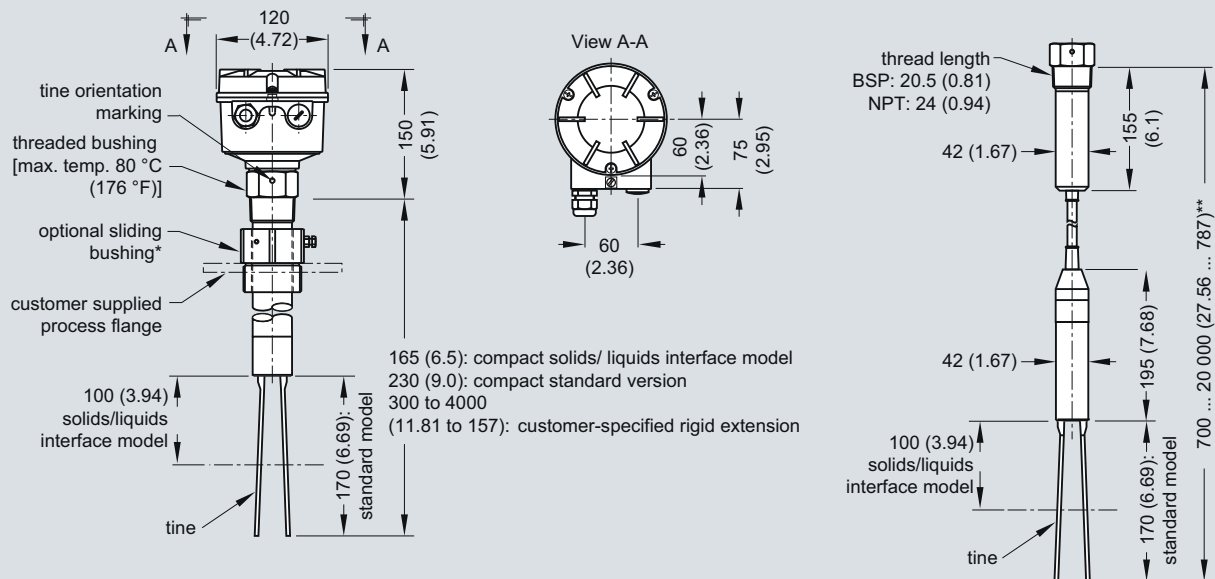 120
(4.72)
A
A
View A-A
tine orientation
marking
threaded bushing
[max. temp. 80 °C
(176 °F)]
optional sliding
bushing*
customer supplied
process flange
150
(5.91)
60
(2.36)
75
(2.95)
60
(2.36)
165 (6.5): compact solids/ liquids interface model
230 (9.0): compact standard version
300 to 4000
(11.81 to 157): customer-specified rigid extension
100 (3.94)
solids/liquids
interface model
170 (6.69):
standard model
tine
thread length
BSP: 20.5 (0.81)
NPT: 24 (0.94)
155
(6.1)
42 (1.67)
42 (1.67)
195 (7.68)
700 ... 20 000 (27.56 ... 787)**
100 (3.94)
solids/liquids
interface model
170 (6.69):
standard model
tine